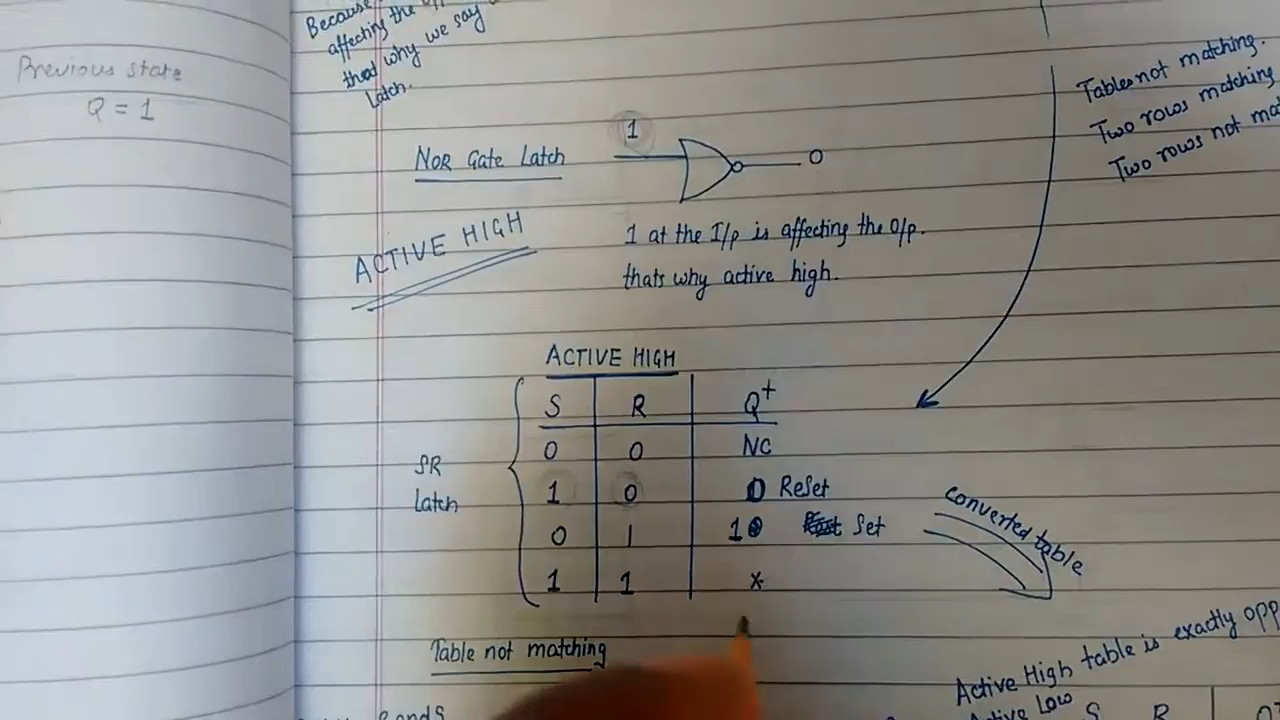 Because
affecting the O/P
that why we say
Latch.
Previous state
Q = 1
Table not matching.
Two rows matching
Two rows not
NOR Gate Latch
1
0
ACTIVE HIGH
1 at the I/p is affecting the O/p.
thats why active high.
ACTIVE HIGH
S R Q+
0 0 NC
SR
Latch
1 0 0 Reset
0 1 1 Set
1 1 *
converted table
Table not matching
Active High table is exactly opp
Active Low
S R